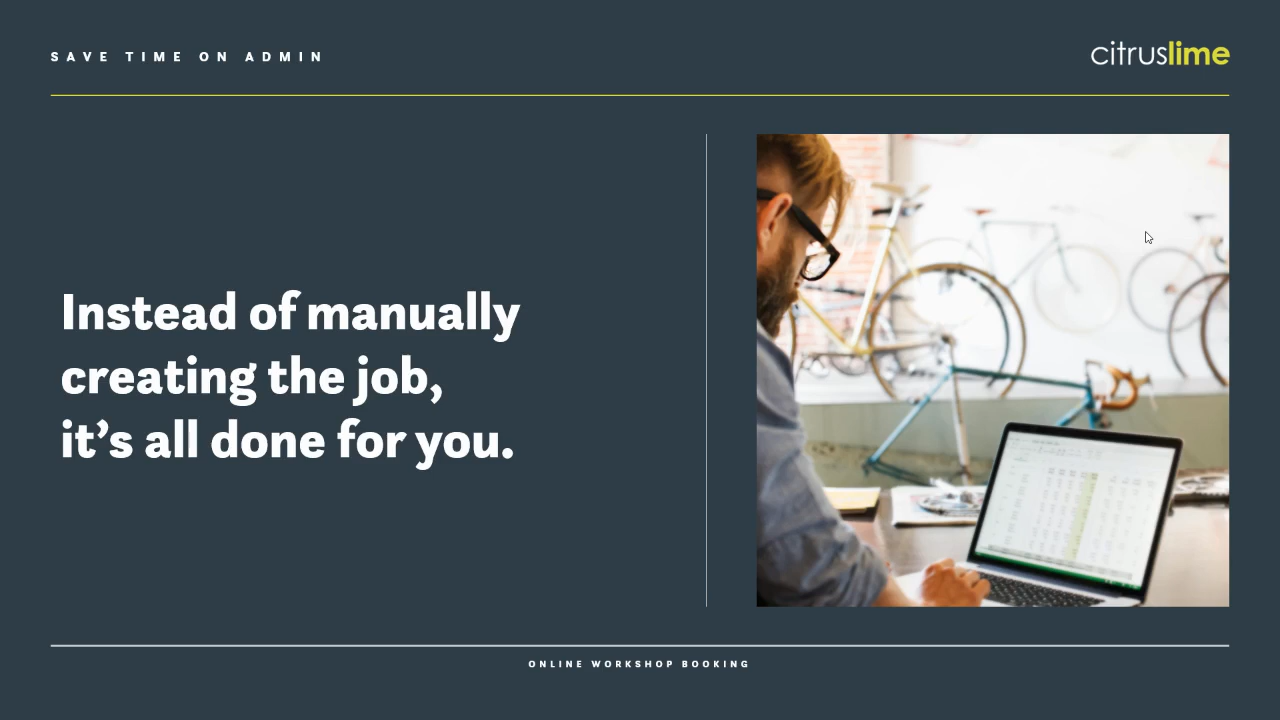 SAVE TIME ON ADMIN
citruslime
Instead of manually
creating the job,
it’s all done for you.
ONLINE WORKSHOP BOOKING